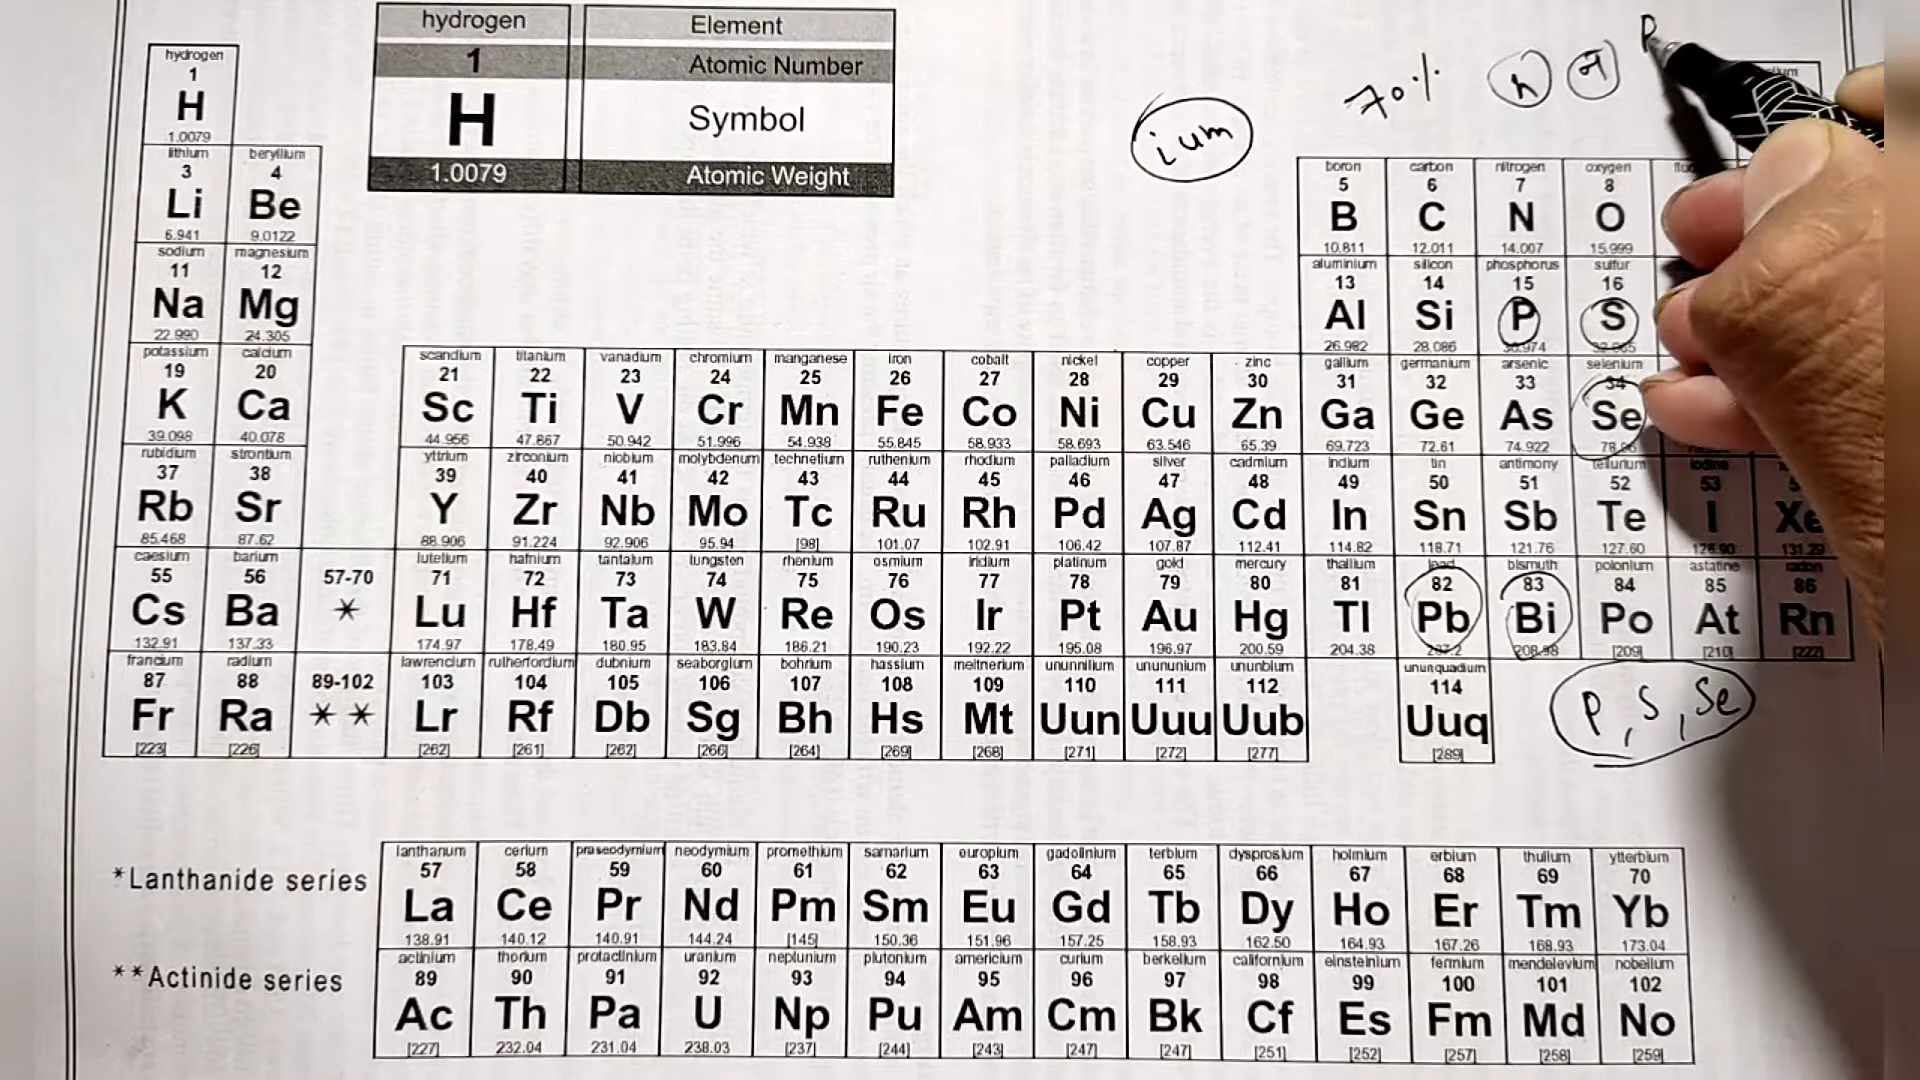 hydrogen Element
1 Atomic Number
H Symbol
1.0079 Atomic Weight
ium
70%
P
hydrogen
1
H
1.0079
lithium beryllium
3 4
Li Be
6.941 9.0122
sodium magnesium
11 12
Na Mg
22.990 24.305
boron carbon nitrogen oxygen
5 6 7 8
B C N O
10.811 12.011 14.007 15.999
aluminium silicon phosphorus sulfur
13 14 15 16
Al Si P S
26.982 28.086 30.974 32.065
potassium calcium scandium titanium vanadium chromium manganese iron cobalt nickel copper zinc gallium germanium arsenic selenium
19 20 21 22 23 24 25 26 27 28 29 30 31 32 33 34
K Ca Sc Ti V Cr Mn Fe Co Ni Cu Zn Ga Ge As Se
39.098 40.078 44.956 47.867 50.942 51.996 54.938 55.845 58.933 58.693 63.546 65.39 69.723 72.61 74.922 78.96
rubidium strontium yttrium zirconium niobium molybdenum technetium ruthenium rhodium palladium silver cadmium indium tin antimony tellurium iodine
37 38 39 40 41 42 43 44 45 46 47 48 49 50 51 52 53
Rb Sr Y Zr Nb Mo Tc Ru Rh Pd Ag Cd In Sn Sb Te I Xe
85.468 87.62 88.906 91.224 92.906 95.94 [98] 101.07 102.91 106.42 107.87 112.41 114.82 118.71 121.76 127.60 126.90 131.29
caesium barium lutetium hafnium tantalum tungsten rhenium osmium iridium platinum gold mercury thallium lead bismuth polonium astatine radon
55 56 57-70 71 72 73 74 75 76 77 78 79 80 81 82 83 84 85 86
Cs Ba * Lu Hf Ta W Re Os Ir Pt Au Hg Tl Pb Bi Po At Rn
132.91 137.33 174.97 178.49 180.95 183.84 186.21 190.23 192.22 195.08 196.97 200.59 204.38 207.2 208.98 [209] [210] [222]
francium radium lawrencium rutherfordium dubnium seaborgium bohrium hassium meitnerium ununnilium unununium ununbium ununquadium
87 88 89-102 103 104 105 106 107 108 109 110 111 112 114
Fr Ra * * Lr Rf Db Sg Bh Hs Mt Uun Uuu Uub Uuq
[223] [226] [262] [261] [262] [266] [264] [269] [268] [271] [272] [277] [289]
P, S, Se
*Lanthanide series
lanthanum cerium praseodymium neodymium promethium samarium europium gadolinium terbium dysprosium holmium erbium thulium ytterbium
57 58 59 60 61 62 63 64 65 66 67 68 69 70
La Ce Pr Nd Pm Sm Eu Gd Tb Dy Ho Er Tm Yb
138.91 140.12 140.91 144.24 [145] 150.36 151.96 157.25 158.93 162.50 164.93 167.26 168.93 173.04
**Actinide series
actinium thorium protactinium uranium neptunium plutonium americium curium berkelium californium einsteinium fermium mendelevium nobelium
89 90 91 92 93 94 95 96 97 98 99 100 101 102
Ac Th Pa U Np Pu Am Cm Bk Cf Es Fm Md No
[227] 232.04 231.04 238.03 [237] [244] [243] [247] [247] [251] [252] [257] [258] [259]